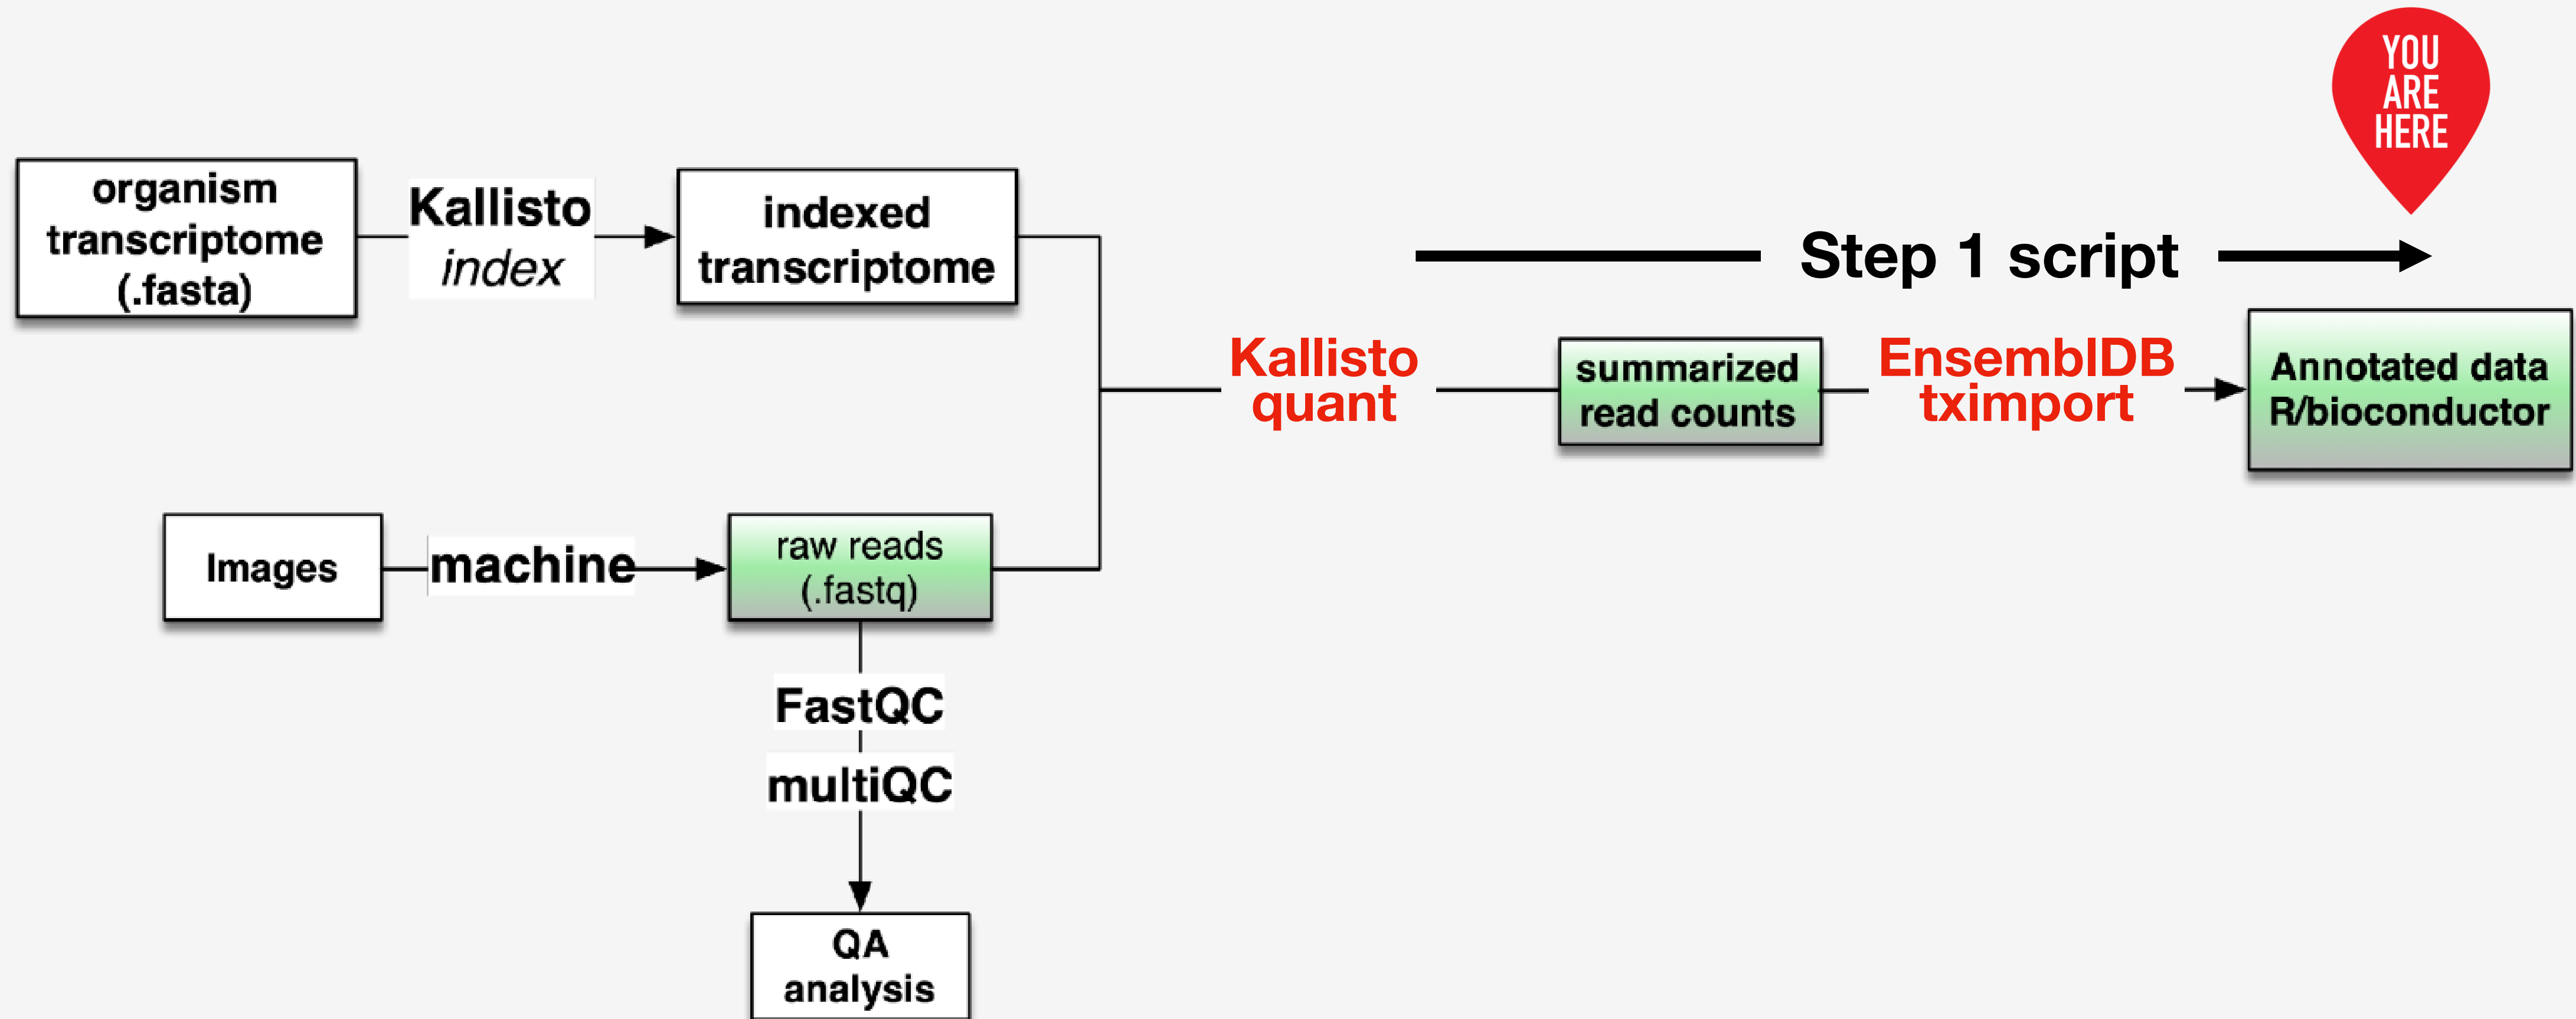 YOU
ARE
HERE
organism
transcriptome
(.fasta)
Kallisto
index
indexed
transcriptome
Step 1 script
Kallisto
quant
summarized
read counts
EnsemblDB
tximport
Annotated data
R/bioconductor
Images
machine
raw reads
(.fastq)
FastQC
multiQC
QA
analysis